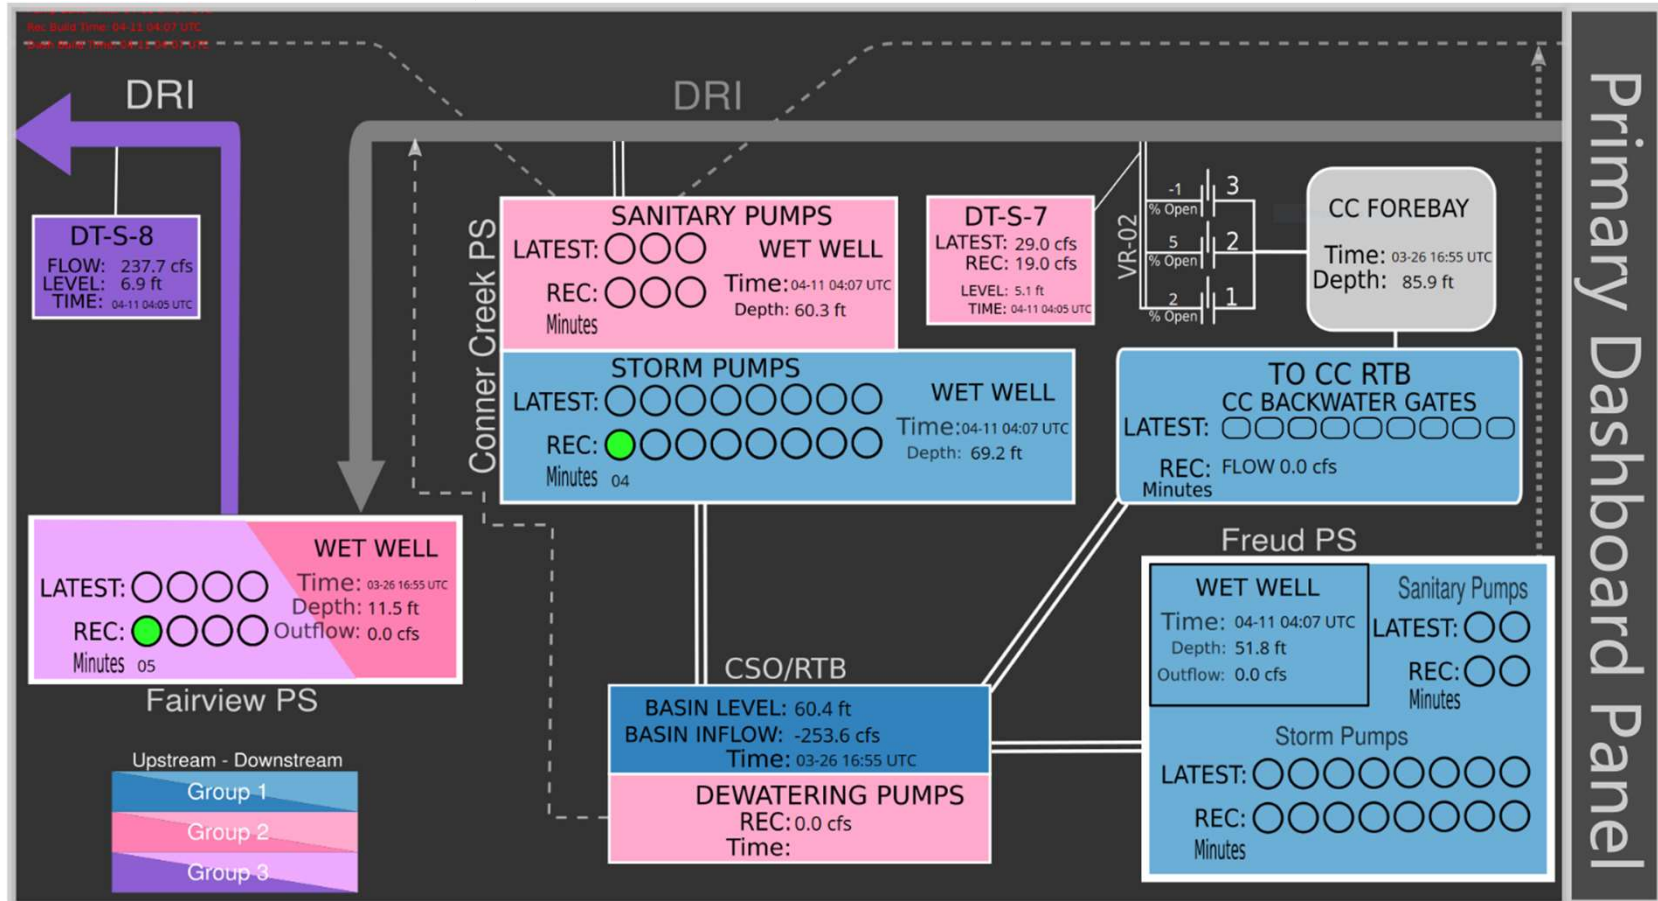 Rec Build Time: 04-11 04:07 UTC
DRI
DRI
DT-S-8
FLOW: 237.7 cfs
LEVEL: 6.9 ft
TIME: 04-11 04:05 UTC
Conner Creek PS
SANITARY PUMPS
LATEST:
REC:
Minutes
WET WELL
Time: 04-11 04:07 UTC
Depth: 60.3 ft
STORM PUMPS
LATEST:
REC:
Minutes 04
WET WELL
Time: 04-11 04:07 UTC
Depth: 69.2 ft
DT-S-7
LATEST: 29.0 cfs
REC: 19.0 cfs
LEVEL: 5.1 ft
TIME: 04-11 04:05 UTC
VR-02
-1 3
% Open
5 2
% Open
2 1
% Open
CC FOREBAY
Time: 03-26 16:55 UTC
Depth: 85.9 ft
TO CC RTB
CC BACKWATER GATES
LATEST:
REC: FLOW 0.0 cfs
Minutes
LATEST:
REC:
Minutes 05
WET WELL
Time: 03-26 16:55 UTC
Depth: 11.5 ft
Outflow: 0.0 cfs
Fairview PS
CSO/RTB
BASIN LEVEL: 60.4 ft
BASIN INFLOW: -253.6 cfs
Time: 03-26 16:55 UTC
DEWATERING PUMPS
REC: 0.0 cfs
Time:
Freud PS
WET WELL
Time: 04-11 04:07 UTC
Depth: 51.8 ft
Outflow: 0.0 cfs
Sanitary Pumps
LATEST:
REC:
Minutes
Storm Pumps
LATEST:
REC:
Minutes
Upstream - Downstream
Group 1
Group 2
Group 3
Primary Dashboard Panel